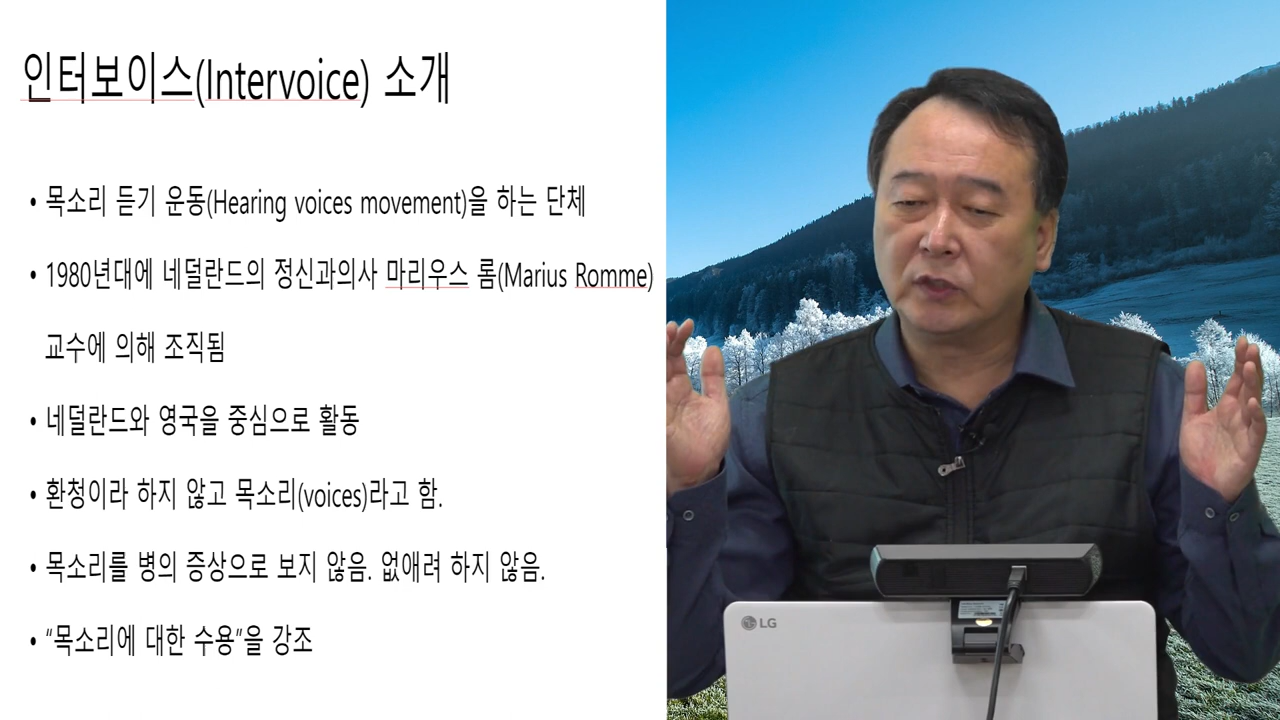 인터보이스(Intervoice) 소개
• 목소리 듣기 운동(Hearing voices movement)을 하는 단체
• 1980년대에 네덜란드의 정신과의사 마리우스 롬(Marius Romme)
교수에 의해 조직됨
• 네덜란드와 영국을 중심으로 활동
• 환청이라 하지 않고 목소리(voices)라고 함.
• 목소리를 병의 증상으로 보지 않음. 없애려 하지 않음.
• “목소리에 대한 수용”을 강조
LG